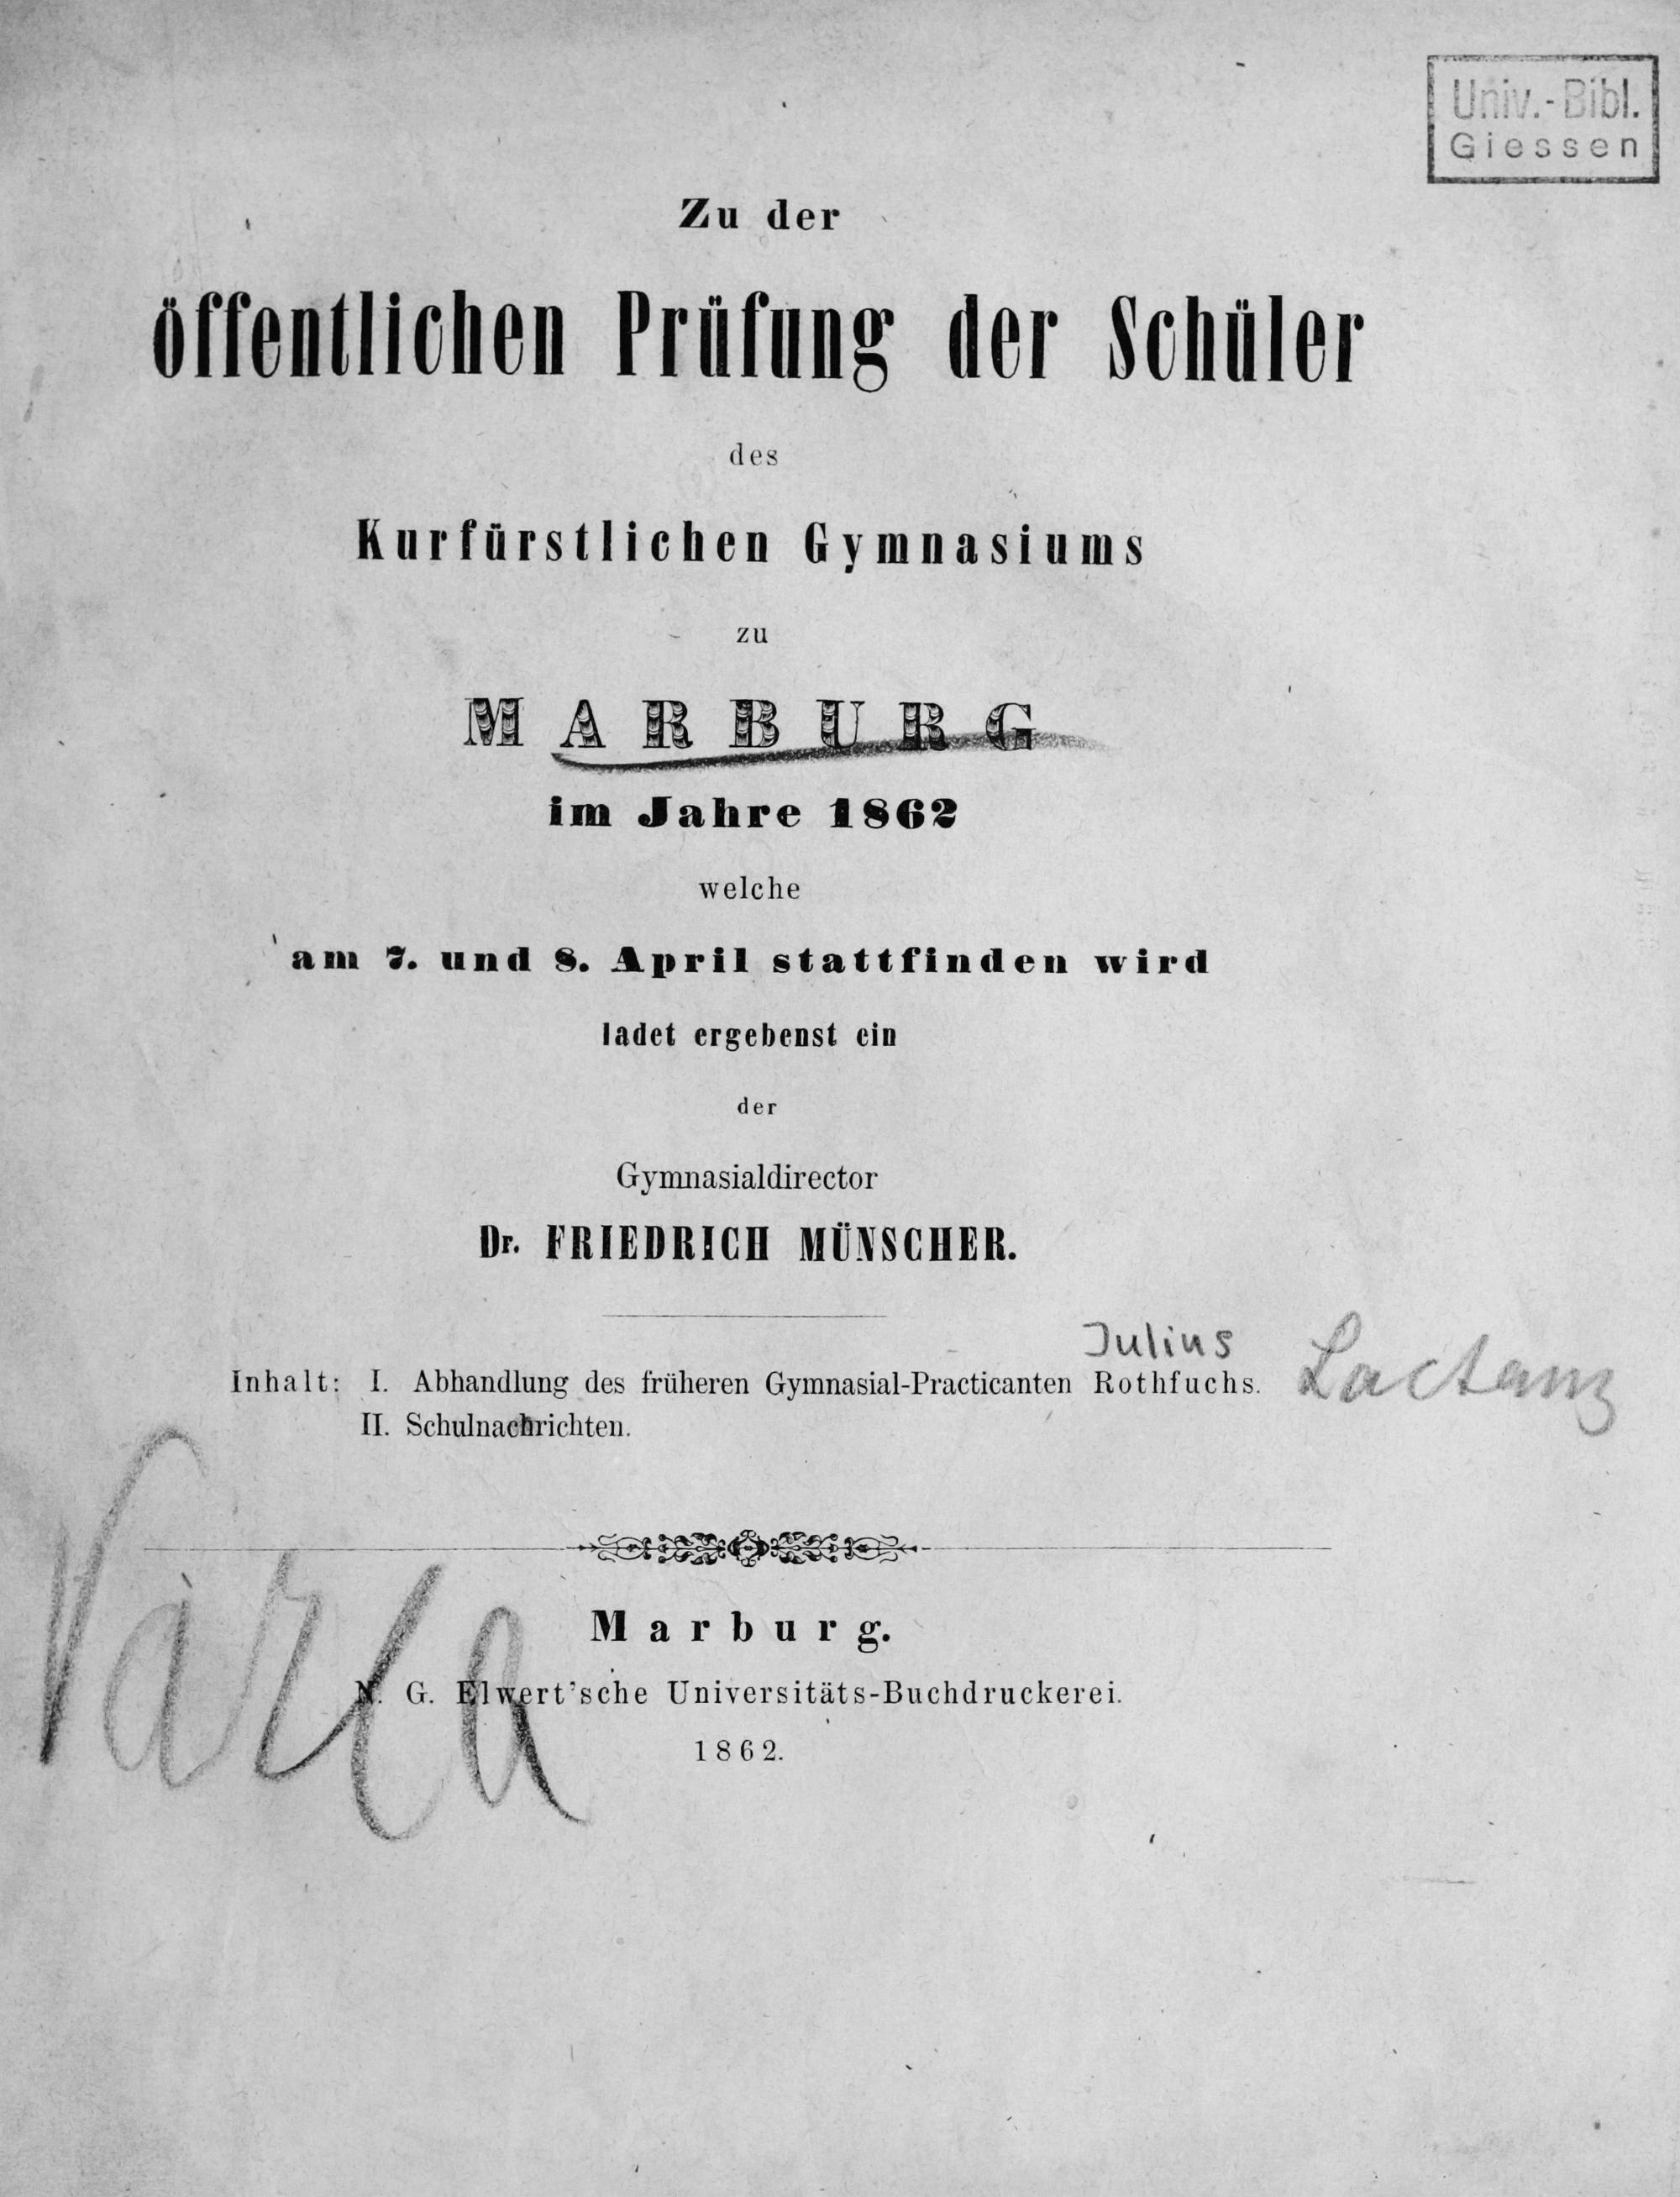 Univ.-Bibl.
Giessen
Zu der
öffentlichen Prüfung der Schüler
des
Kurfürstlichen Gymnasiums
zu
MARBURG
im Jahre 1862
welche
am 7. und 8. April stattfinden wird
ladet ergebenst ein
der
Gymnasialdirector
Dr. FRIEDRICH MÜNSCHER.
Julius
Inhalt: I. Abhandlung des früheren Gymnasial-Practicanten Rothfuchs. Lactanz
II. Schulnachrichten.
Marburg.
N. G. Elwert'sche Universitäts-Buchdruckerei.
1862.